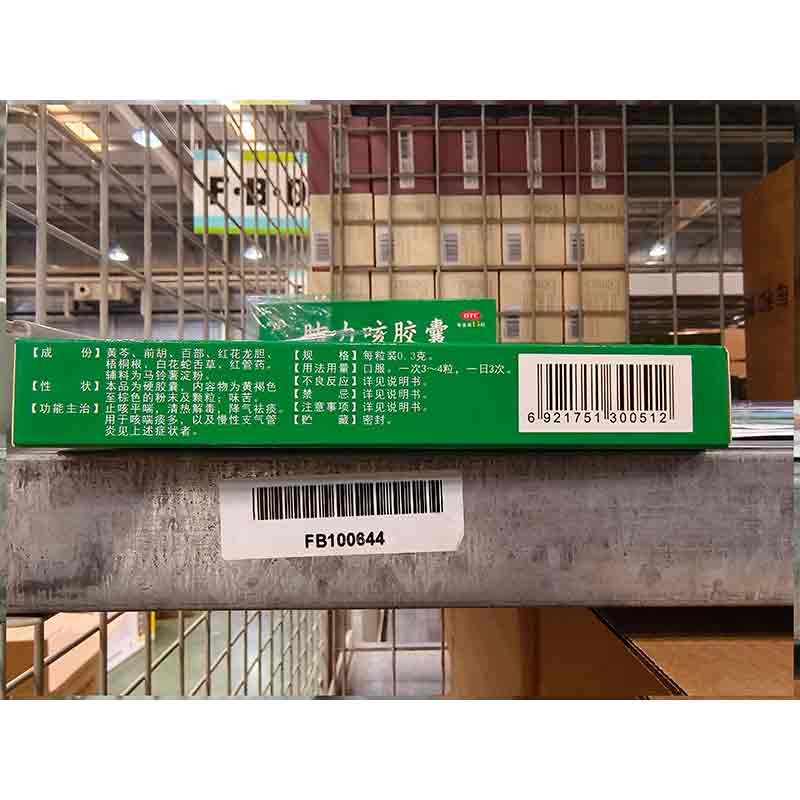 F·B·0
OTC
肺力咳胶囊
【成 份】黄芩、前胡、百部、红花龙胆、
梧桐根、白花蛇舌草、红管药。
辅料为马铃薯淀粉。
【性 状】本品为硬胶囊，内容物为黄褐色
至棕色的粉末及颗粒；味苦。
【功能主治】止咳平喘，清热解毒，降气祛痰。
用于咳喘痰多，以及慢性支气管
炎见上述症状者。
【规 格】每粒装0.3克。
【用法用量】口服。一次3～4粒，一日3次。
【不良反应】详见说明书。
【禁 忌】详见说明书。
【注意事项】详见说明书。
【贮 藏】密封。
6 921751 300512
FB100644